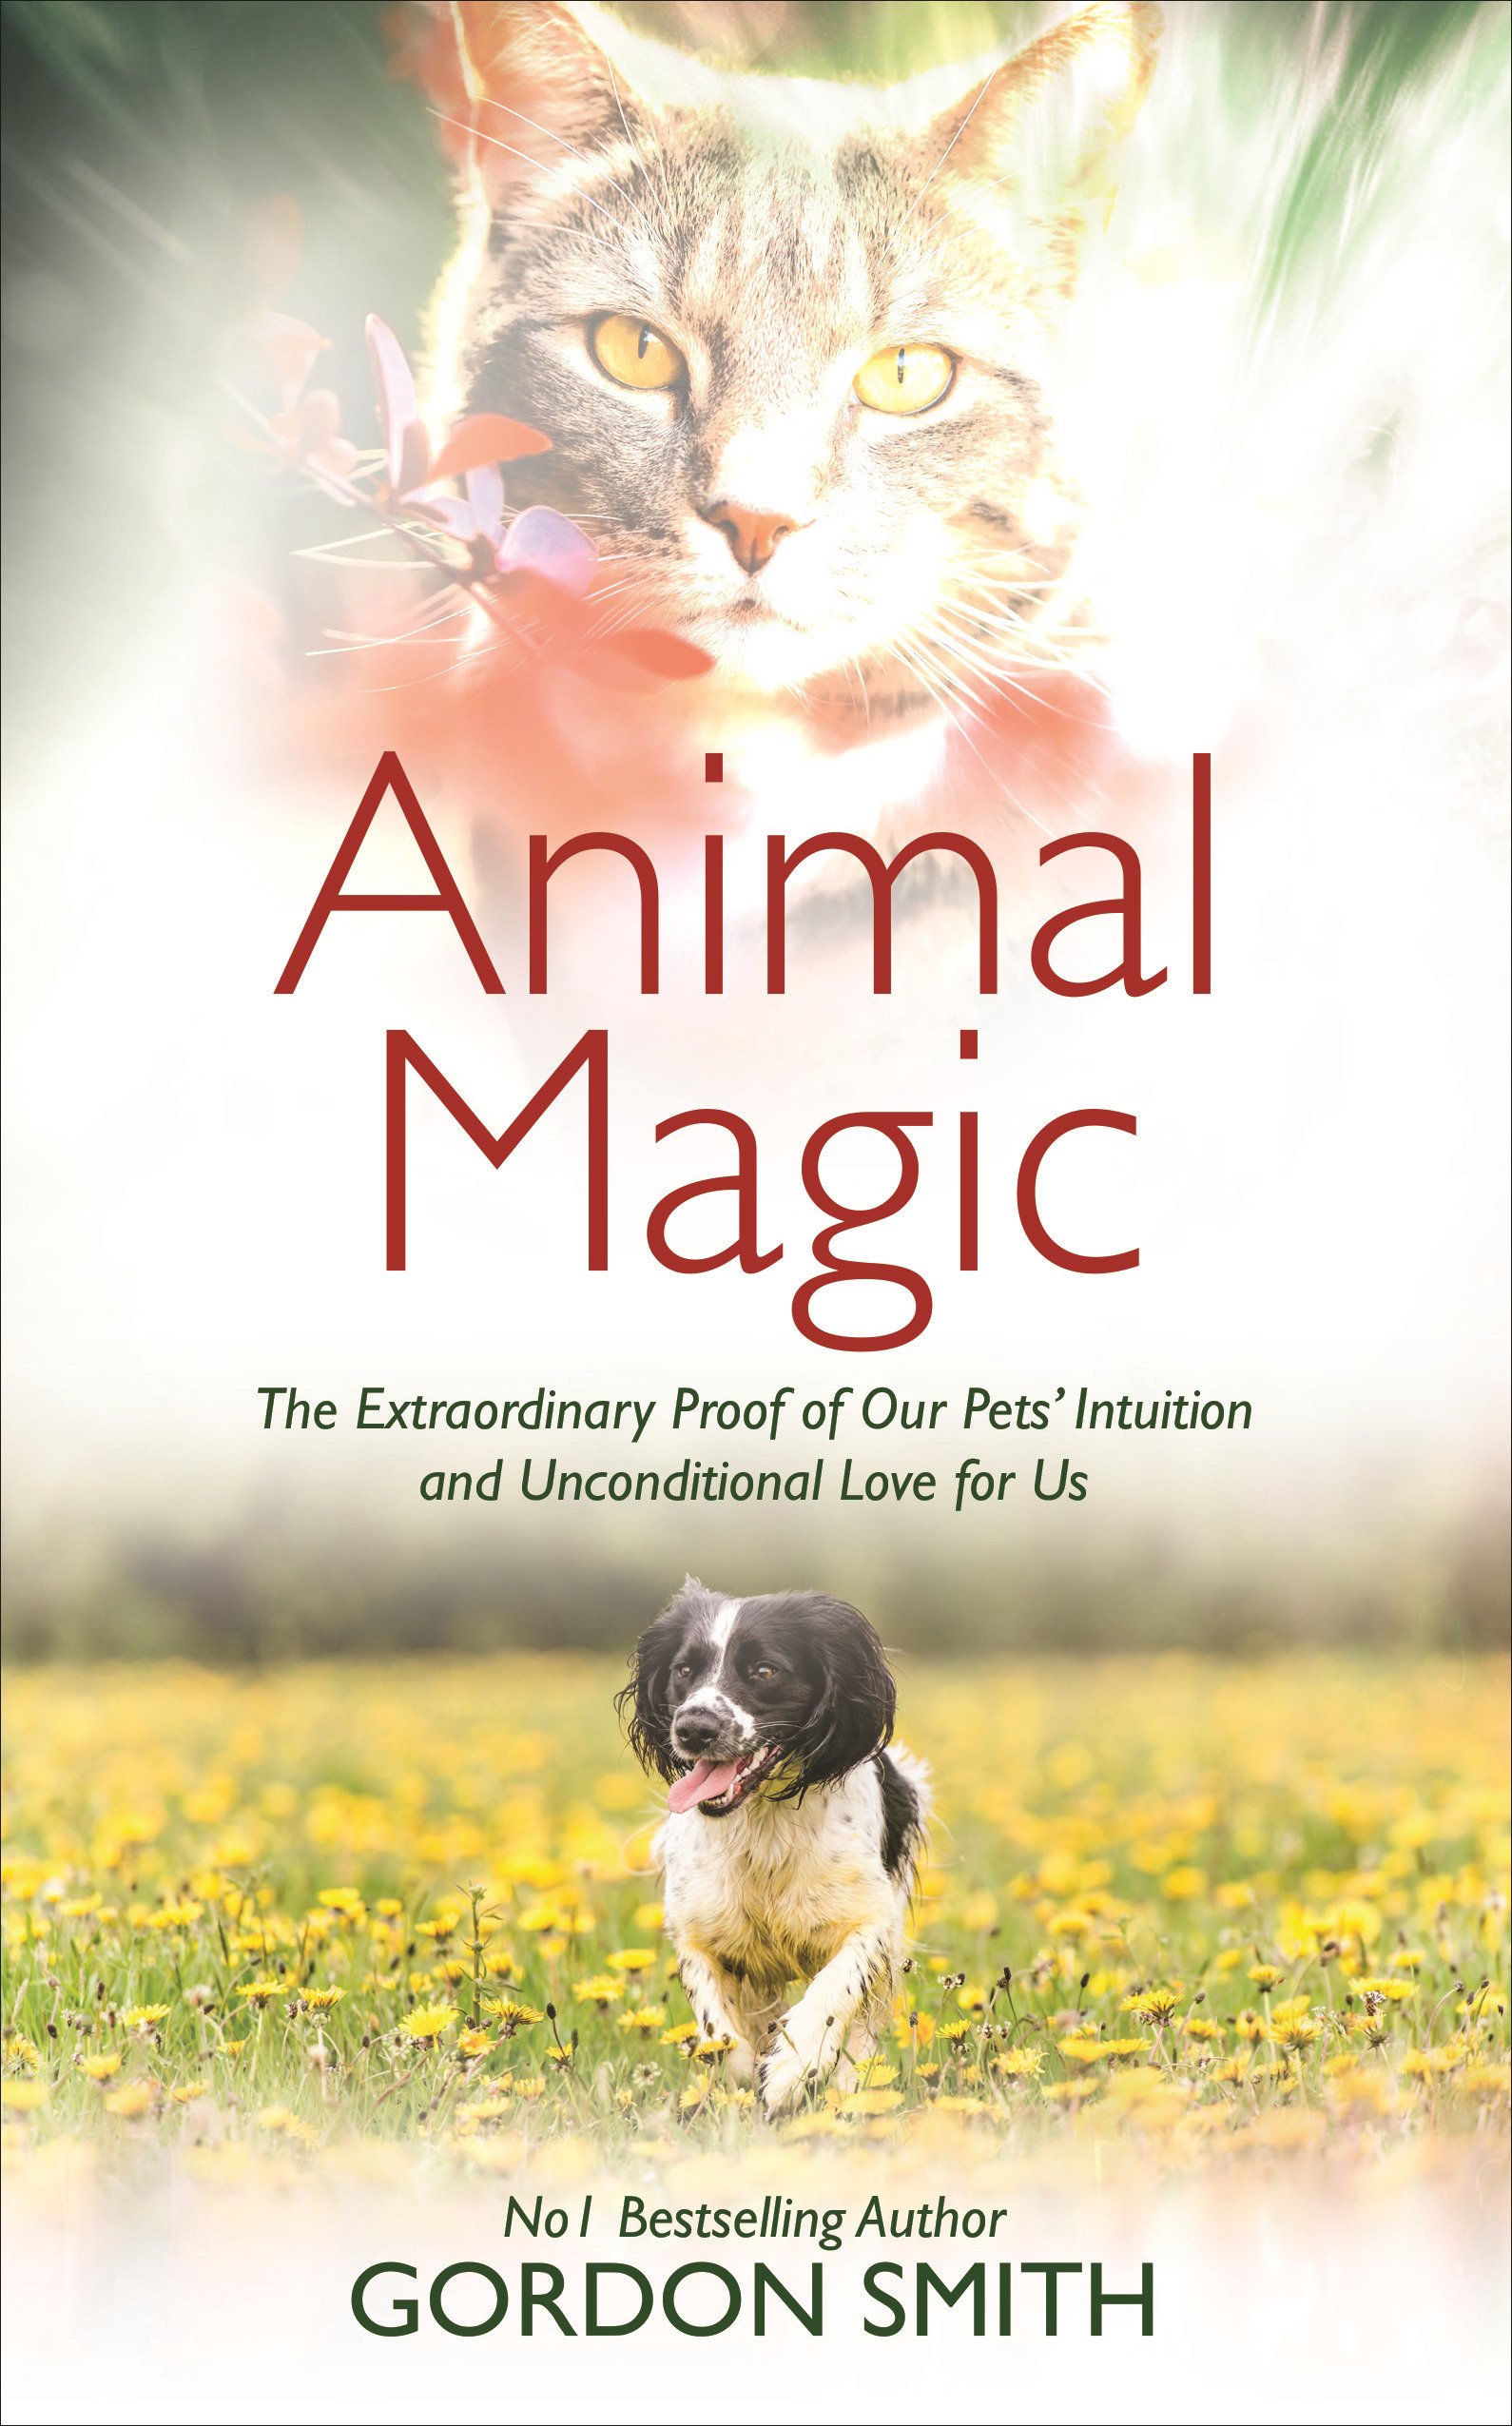 Animal
Magic
The Extraordinary Proof of Our Pets’ Intuition
and Unconditional Love for Us
No1 Bestselling Author
GORDON SMITH